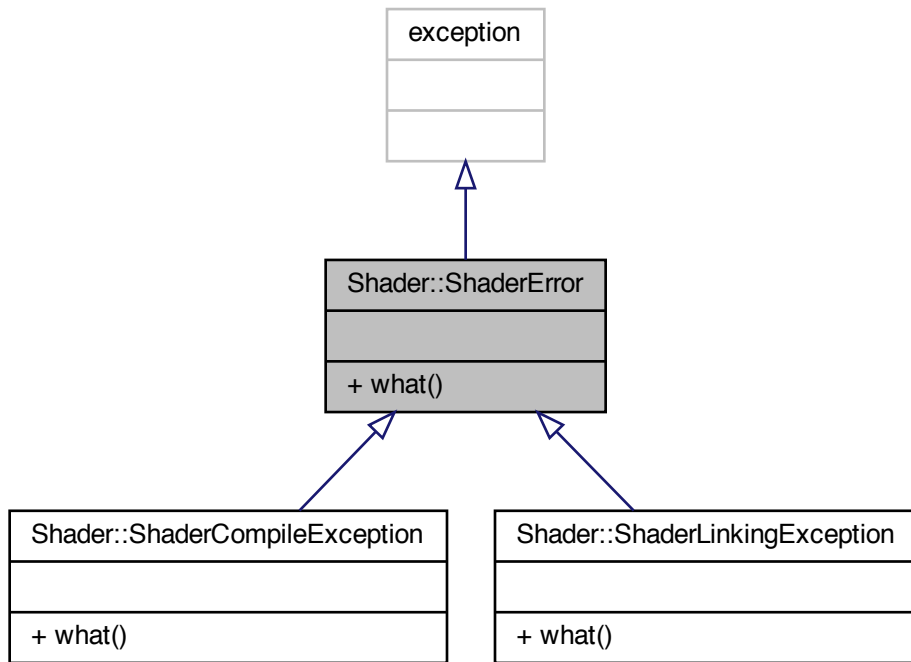 exception
Shader::ShaderError
+ what()
Shader::ShaderCompileException
+ what()
Shader::ShaderLinkingException
+ what()